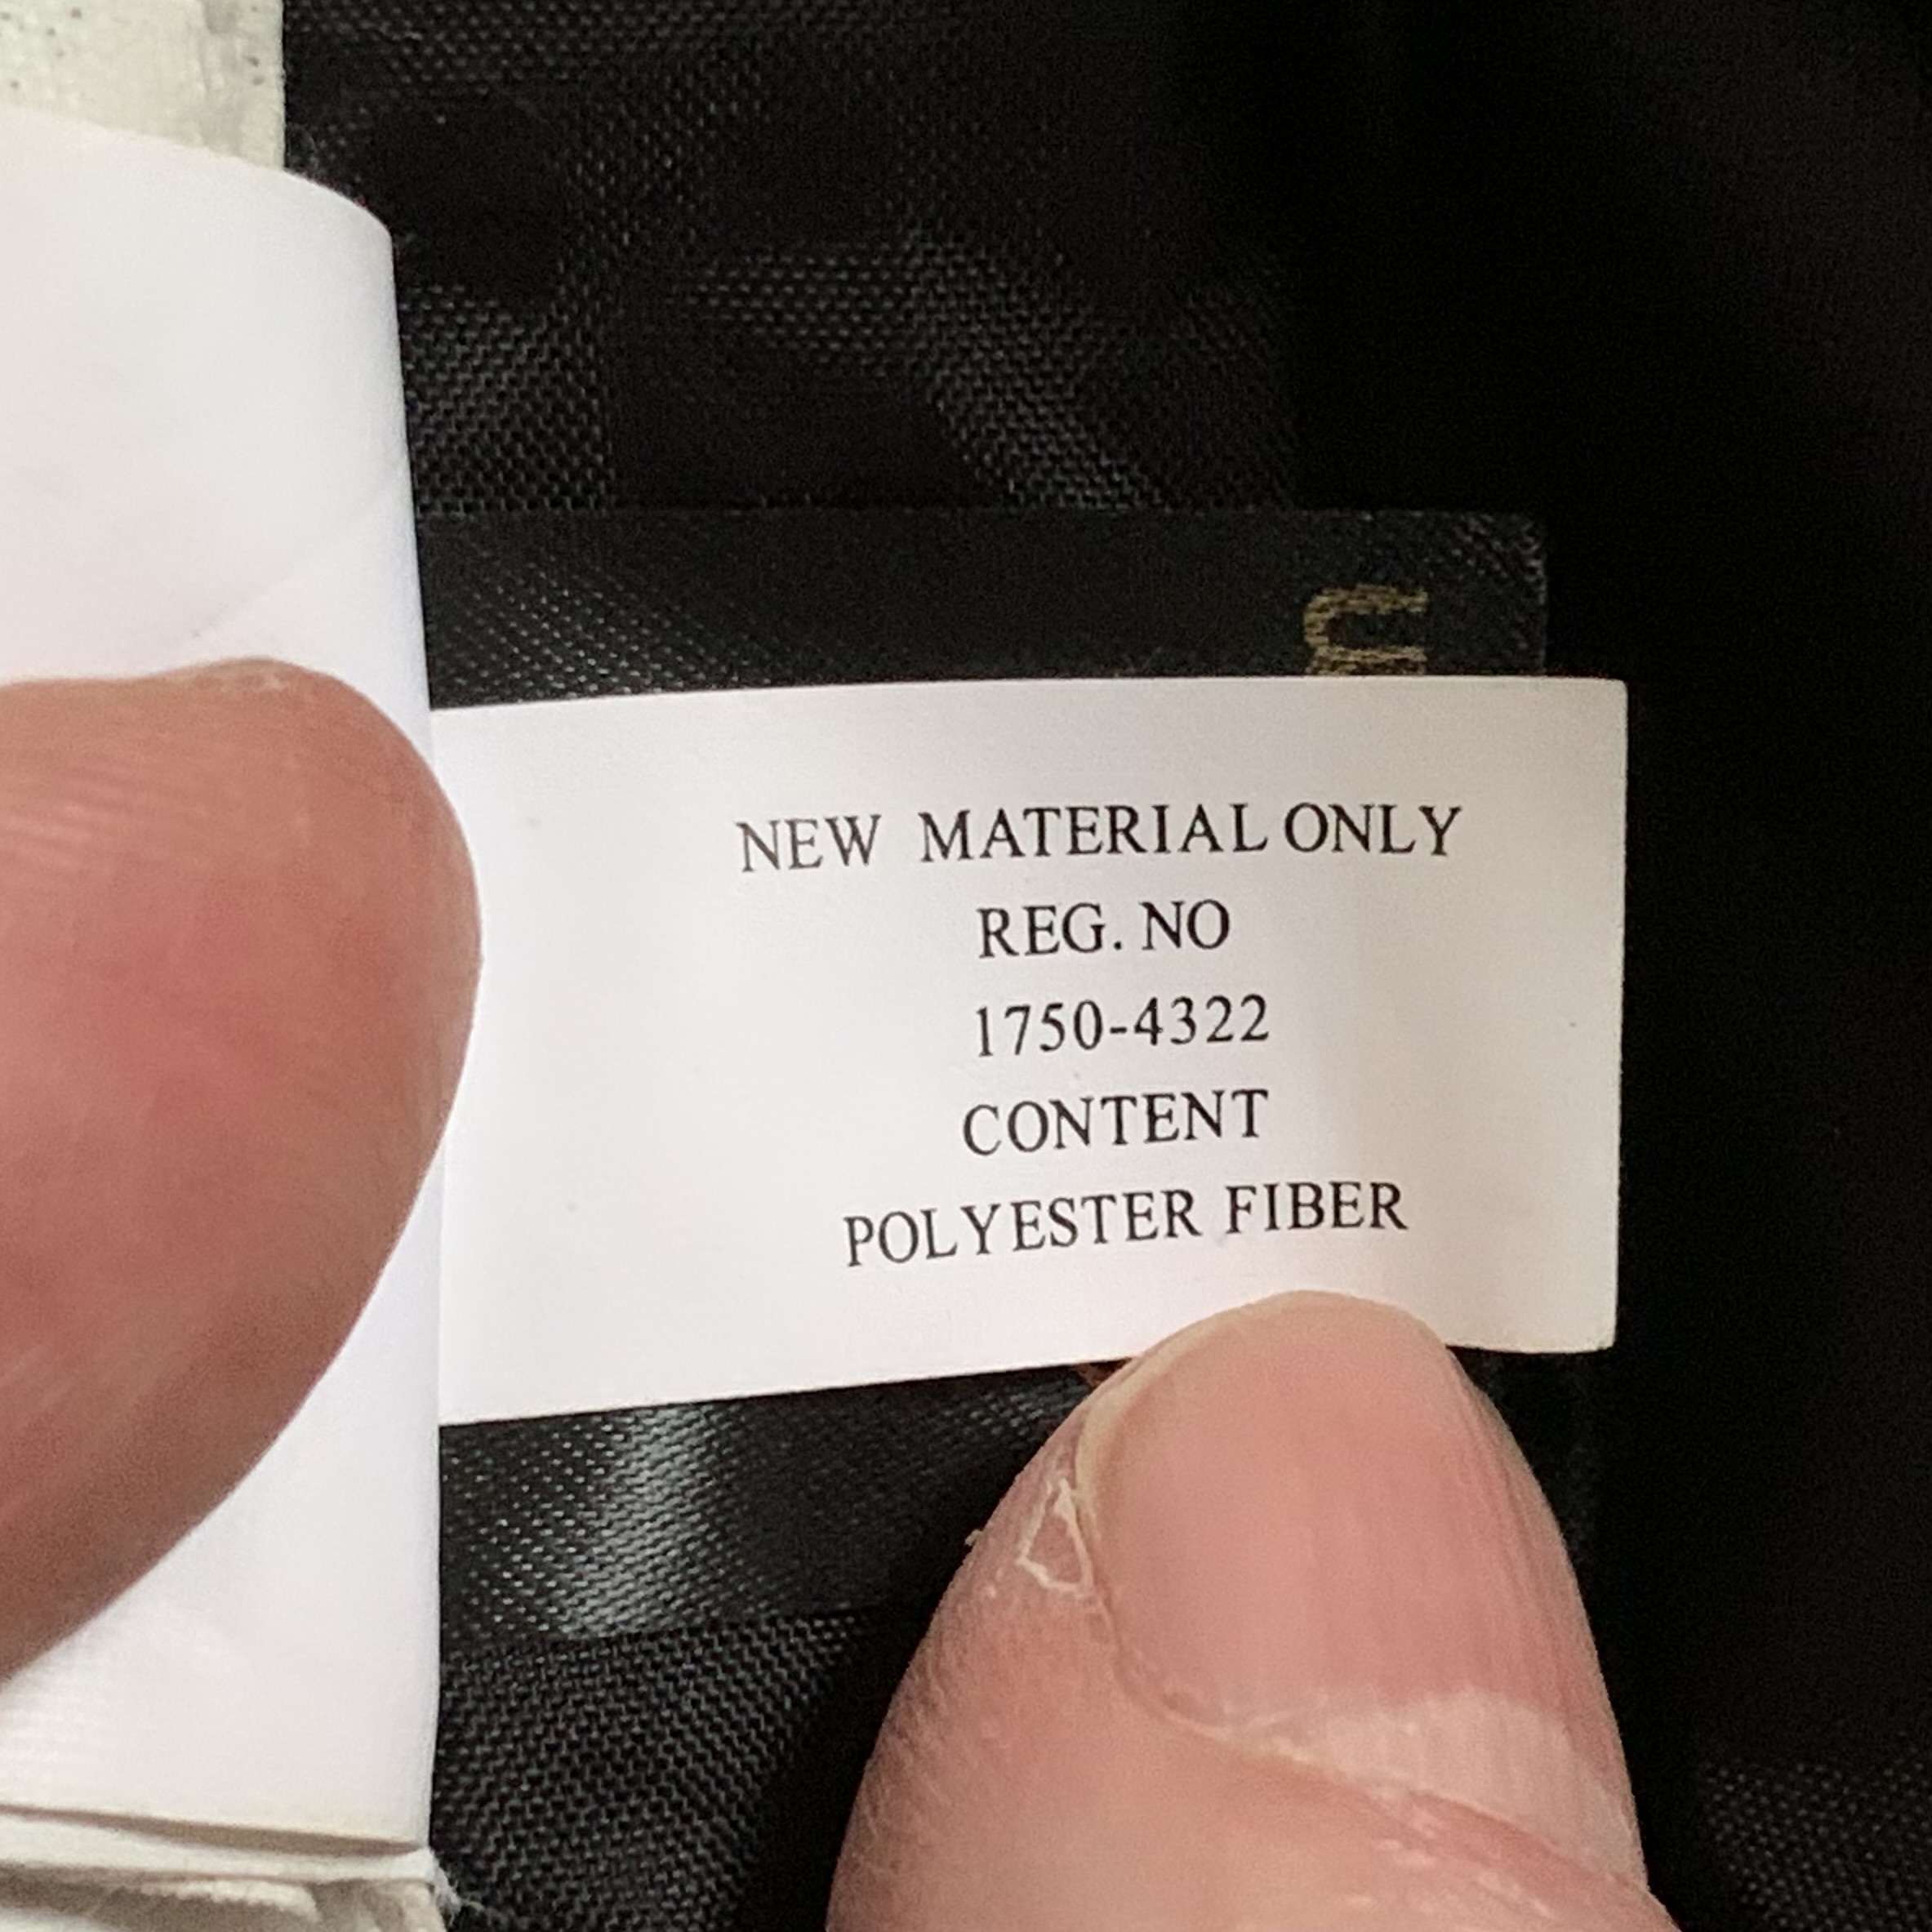 NEW MATERIAL ONLY
REG. NO
1750-4322
CONTENT
POLYESTER FIBER